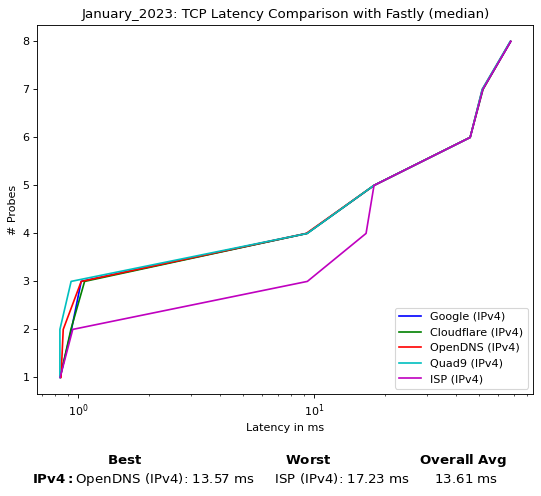 January_2023: TCP Latency Comparison with Fastly (median)
8
7
6
5
4
3
2
1
# Probes
10⁰ 10¹
Latency in ms
Google (IPv4)
Cloudflare (IPv4)
OpenDNS (IPv4)
Quad9 (IPv4)
ISP (IPv4)
Best Worst Overall Avg
IPv4: OpenDNS (IPv4): 13.57 ms ISP (IPv4): 17.23 ms 13.61 ms